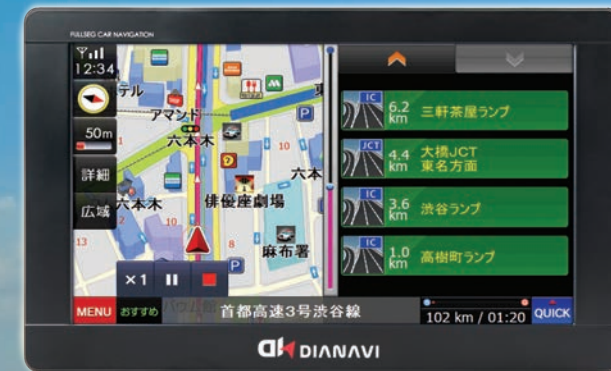 FULLSEG CAR NAVIGATION
12:34
50m
詳細
広域
テル
アマンド
六本木
10
六本
六本木
俳優座劇場
10
13
8
麻布署
P
P
×1
MENU
おすすめ
首都高速3号渋谷線
IC
6.2 km
三軒茶屋ランプ
JCT
4.4 km
大橋JCT
東名方面
IC
3.6 km
渋谷ランプ
IC
1.0 km
高樹町ランプ
102 km / 01:20
QUICK
DIANAVI